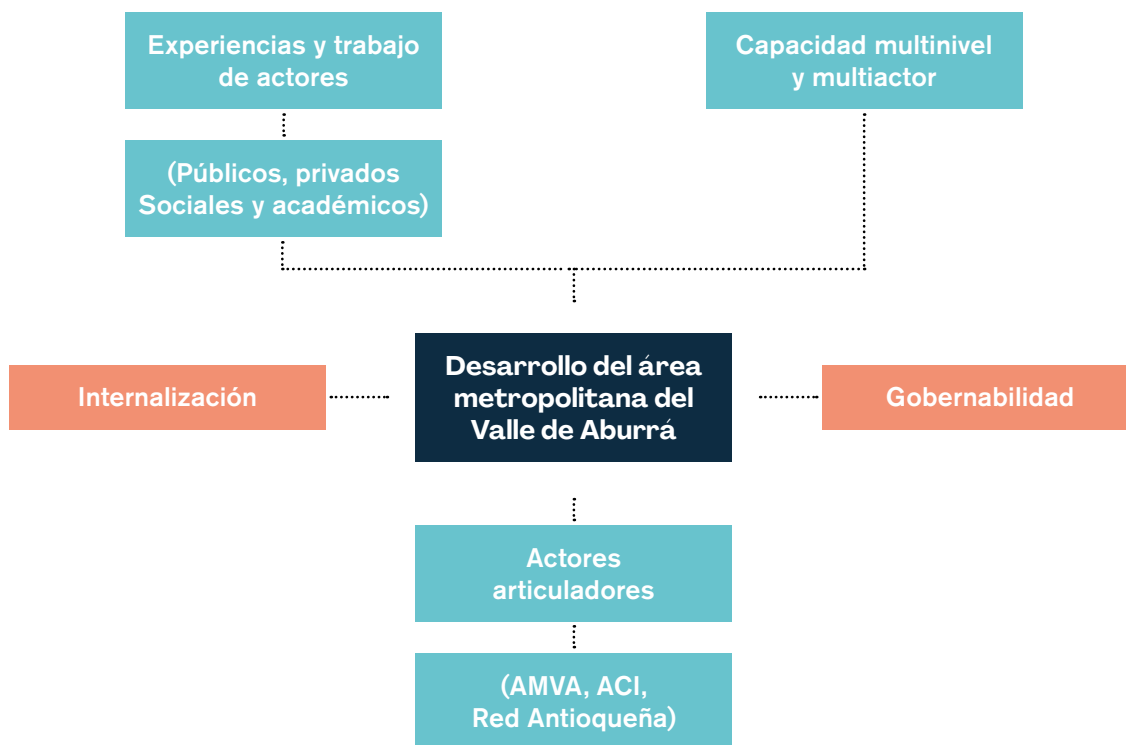 Experiencias y trabajo
de actores
Capacidad multinivel
y multiactor
(Públicos, privados
Sociales y académicos)
Internalización
Desarrollo del área
metropolitana del
Valle de Aburrá
Gobernabilidad
Actores
articuladores
(AMVA, ACI,
Red Antioqueña)